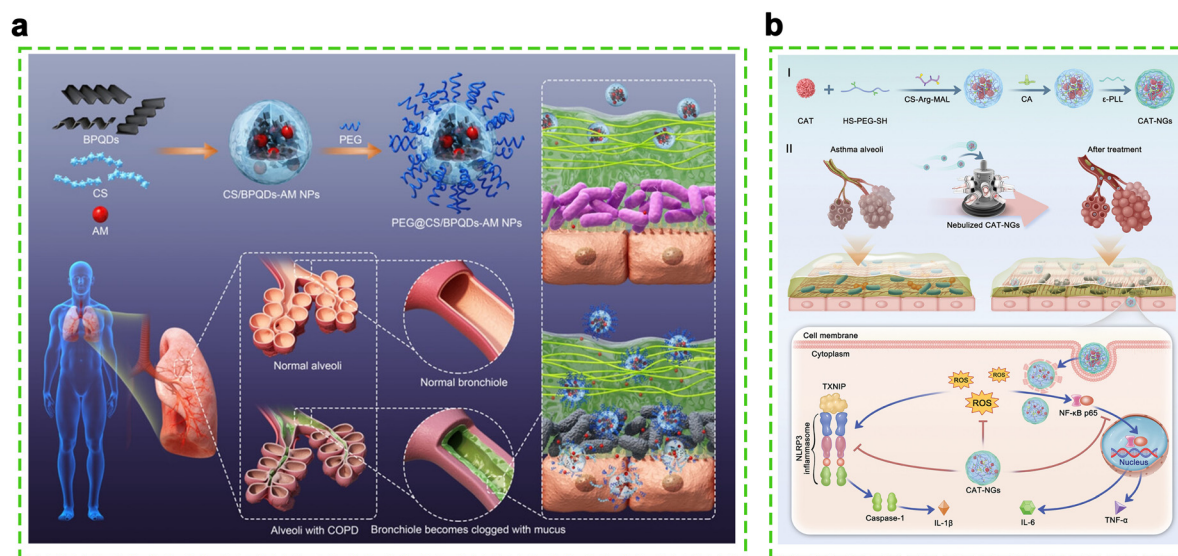 a
BPQDs
CS
AM
CS/BPQDs-AM NPs
PEG
PEG@CS/BPQDs-AM NPs
Normal alveoli
Normal bronchiole
Alveoli with COPD
Bronchiole becomes clogged with mucus
b
I
CAT
+
HS-PEG-SH
CS-Arg-MAL
CA
ε-PLL
CAT-NGs
II
Asthma alveoli
Nebulized CAT-NGs
After treatment
Cell membrane
Cytoplasm
TXNIP
NLRP3
inflammasome
ROS
ROS
ROS
NF-κB p65
Nucleus
CAT-NGs
Caspase-1
IL-1β
IL-6
TNF-α